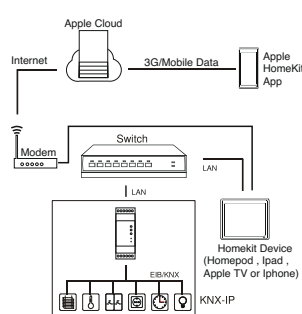 Apple Cloud
Internet
3G/Mobile Data
Apple
HomeKit
App
Modem
Switch
LAN
LAN
Homekit Device
(Homepod , Ipad ,
Apple TV or Iphone)
EIB/KNX
KNX-IP